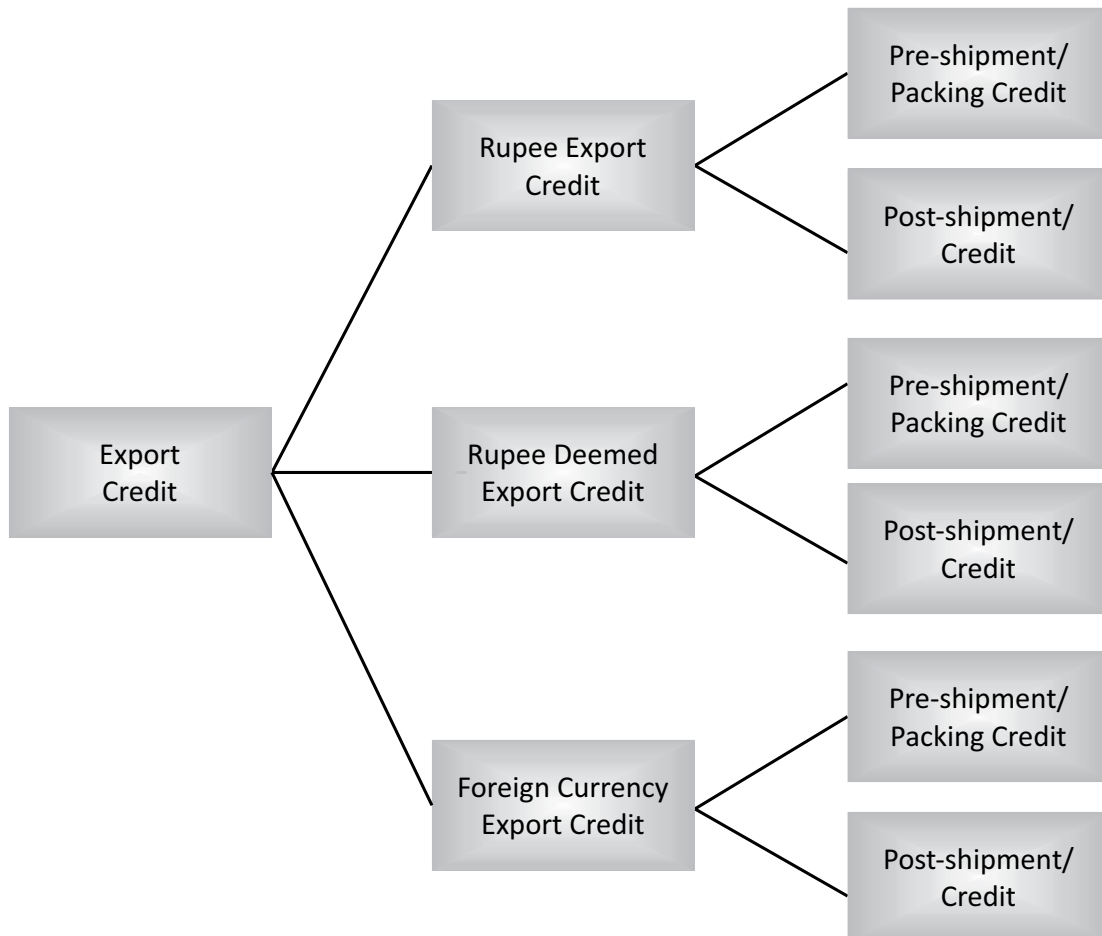 Export
Credit
Rupee Export
Credit
Pre-shipment/
Packing Credit
Post-shipment/
Credit
Rupee Deemed
Export Credit
Pre-shipment/
Packing Credit
Post-shipment/
Credit
Foreign Currency
Export Credit
Pre-shipment/
Packing Credit
Post-shipment/
Credit